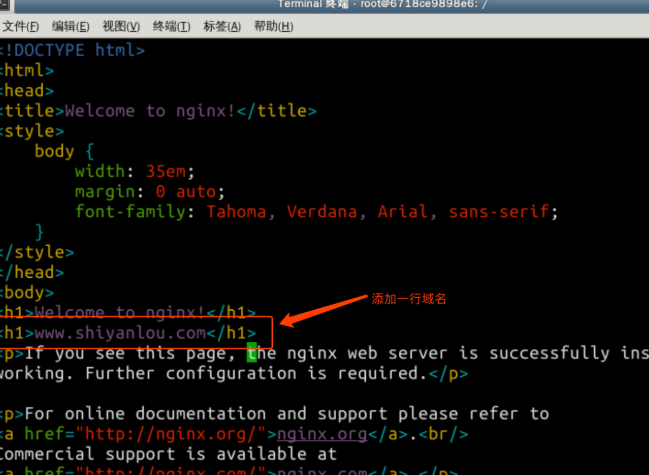 Terminal 终端 - root@6718ce9898e6: /
文件(F) 编辑(E) 视图(V) 终端(T) 标签(A) 帮助(H)
<!DOCTYPE html>
<html>
<head>
<title>Welcome to nginx!</title>
<style>
body {
width: 35em;
margin: 0 auto;
font-family: Tahoma, Verdana, Arial, sans-serif;
}
</style>
</head>
<body>
<h1>Welcome to nginx!</h1>
添加一行域名
<h1>www.shiyanlou.com</h1>
<p>If you see this page, the nginx web server is successfully ins
working. Further configuration is required.</p>
<p>For online documentation and support please refer to
<a href="http://nginx.org/">nginx.org</a>.<br/>
Commercial support is available at
<a href="http://nginx.com/">nginx.com</a>.</p>